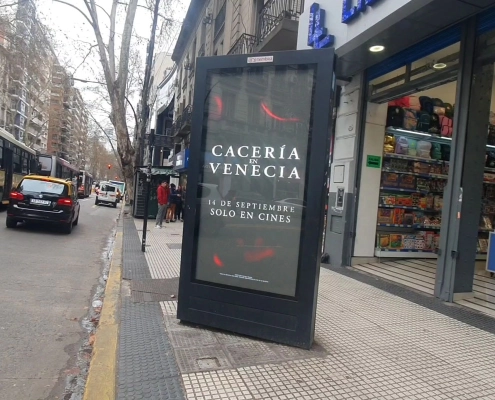 CACERÍA
EN
VENECIA
14 DE SEPTIEMBRE
SOLO EN CINES